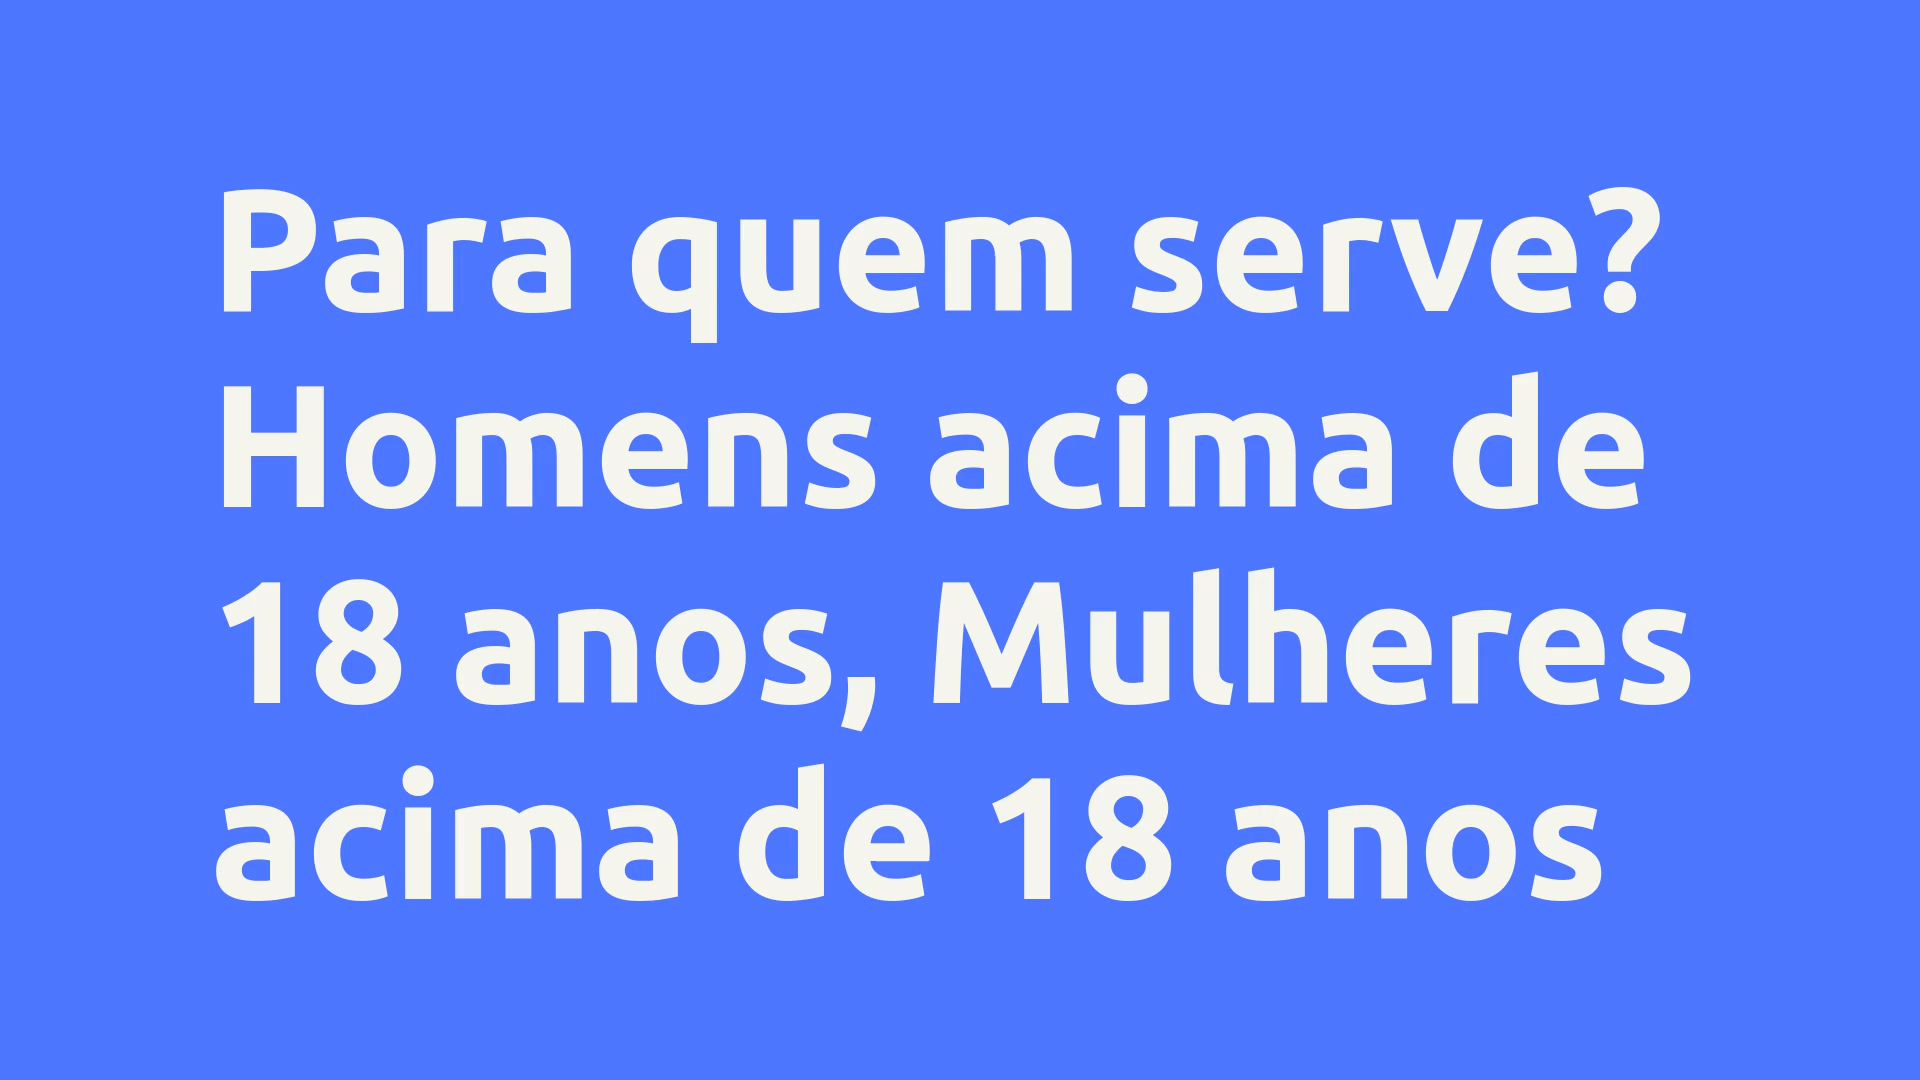 Para quem serve?
Homens acima de
18 anos, Mulheres
acima de 18 anos